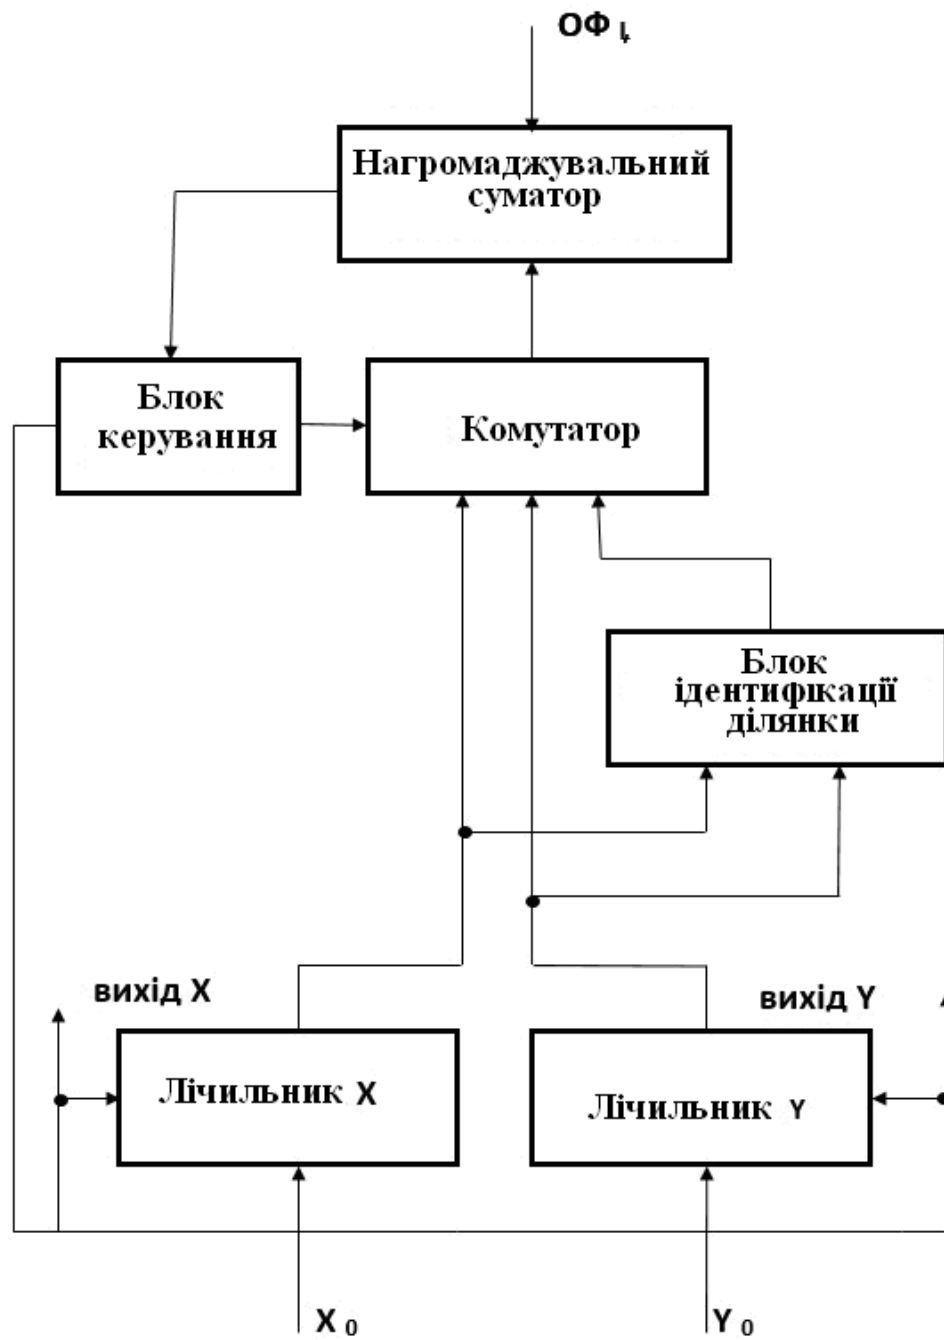 ОФ i,
Нагромаджувальний
суматор
Блок
керування
Комутатор
Блок
ідентифікації
ділянки
вихід X
вихід Y
Лічильник X
Лічильник Y
X 0
Y 0